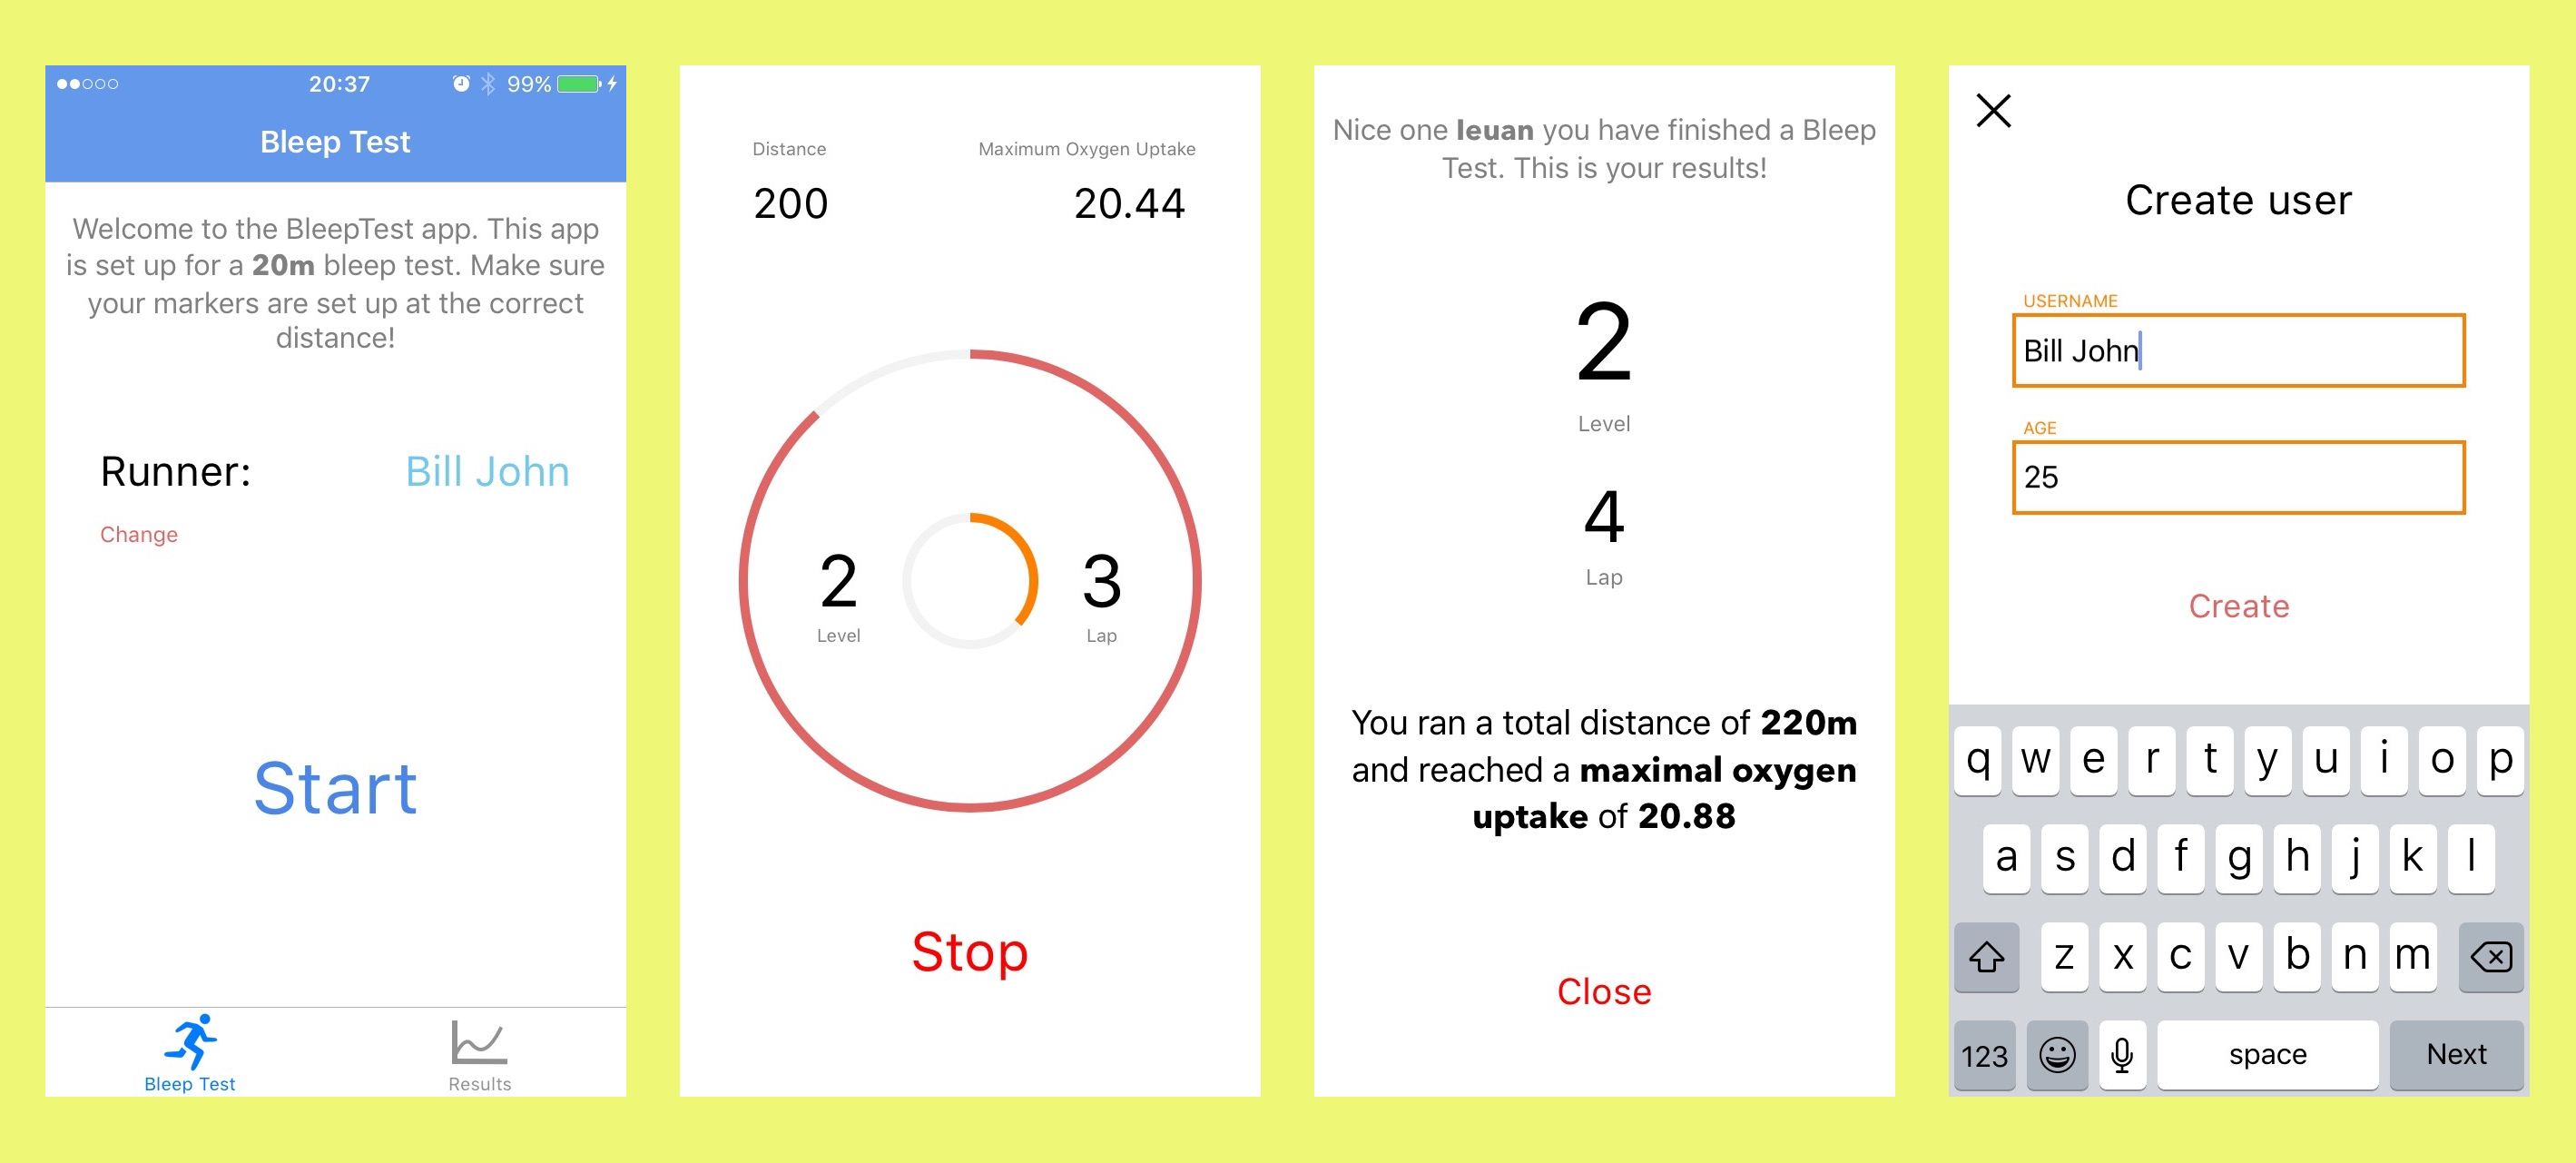 20:37
99%
Bleep Test
Welcome to the BleepTest app. This app
is set up for a 20m bleep test. Make sure
your markers are set up at the correct
distance!
Runner: Bill John
Change
Start
Bleep Test
Results
Distance
Maximum Oxygen Uptake
200
20.44
2
Level
3
Lap
Stop
Nice one Ieuan you have finished a Bleep
Test. This is your results!
2
Level
4
Lap
You ran a total distance of 220m
and reached a maximal oxygen
uptake of 20.88
Close
Create user
USERNAME
Bill John
AGE
25
Create
q w e r t y u i o p
a s d f g h j k l
z x c v b n m
123 space Next